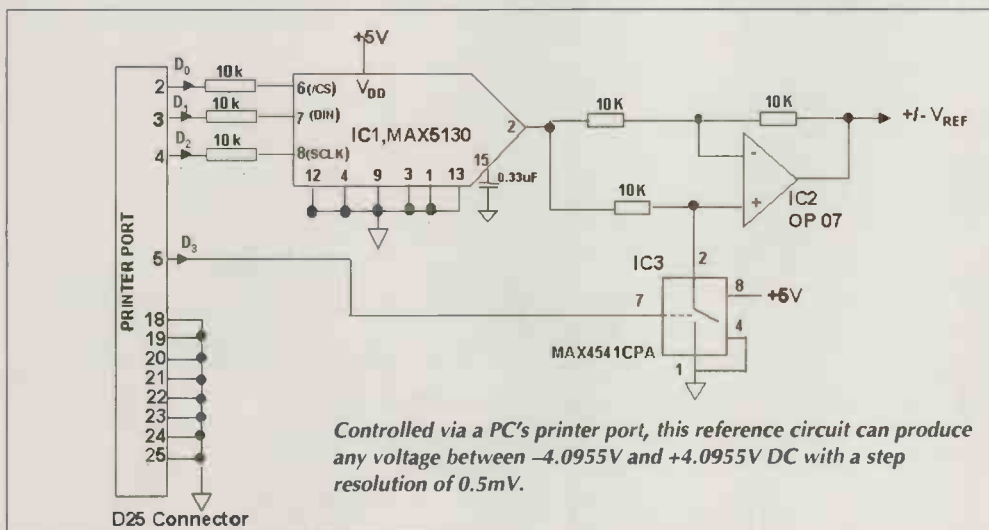 +5V
D0
10k
2
6(/CS)
VDD
D1
10k
3
7 (DIN)
IC1,MAX5130
2
D2
10k
4
8(SCLK)
15
12 4 9 3 1 13
0.33uF
10K
10K
+/- VREF
-
+
10K
IC2
OP 07
PRINTER PORT
5
D3
IC3
2
7
8
+5V
4
MAX4541CPA
1
18
19
20
21
22
23
24
25
D25 Connector
Controlled via a PC's printer port, this reference circuit can produce
any voltage between –4.0955V and +4.0955V DC with a step
resolution of 0.5mV.